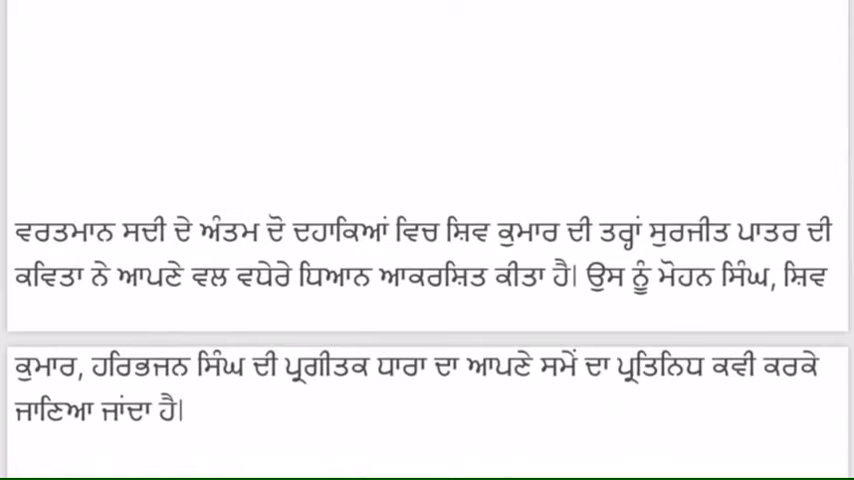 ਵਰਤਮਾਨ ਸਦੀ ਦੇ ਅੰਤਮ ਦੋ ਦਹਾਕਿਆਂ ਵਿਚ ਸ਼ਿਵ ਕੁਮਾਰ ਦੀ ਤਰ੍ਹਾਂ ਸੁਰਜੀਤ ਪਾਤਰ ਦੀ
ਕਵਿਤਾ ਨੇ ਆਪਣੇ ਵਲ ਵਧੇਰੇ ਧਿਆਨ ਆਕਰਸ਼ਿਤ ਕੀਤਾ ਹੈ। ਉਸ ਨੂੰ ਮੋਹਨ ਸਿੰਘ, ਸ਼ਿਵ
ਕੁਮਾਰ, ਹਰਿਭਜਨ ਸਿੰਘ ਦੀ ਪ੍ਰਗੀਤਕ ਧਾਰਾ ਦਾ ਆਪਣੇ ਸਮੇਂ ਦਾ ਪ੍ਰਤਿਨਿਧ ਕਵੀ ਕਰਕੇ
ਜਾਣਿਆ ਜਾਂਦਾ ਹੈ।